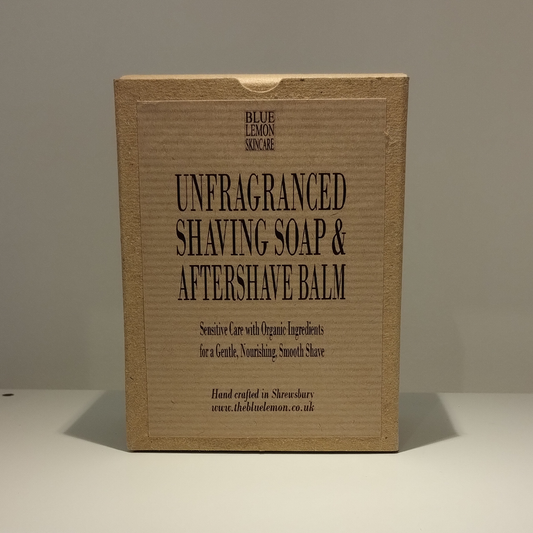 BLUE
LEMON
SKINCARE
UNFRAGRANCED
SHAVING SOAP &
AFTERSHAVE BALM
Sensitive Care with Organic Ingredients
for a Gentle, Nourishing, Smooth Shave
Hand crafted in Shrewsbury
www.thebluelemon.co.uk